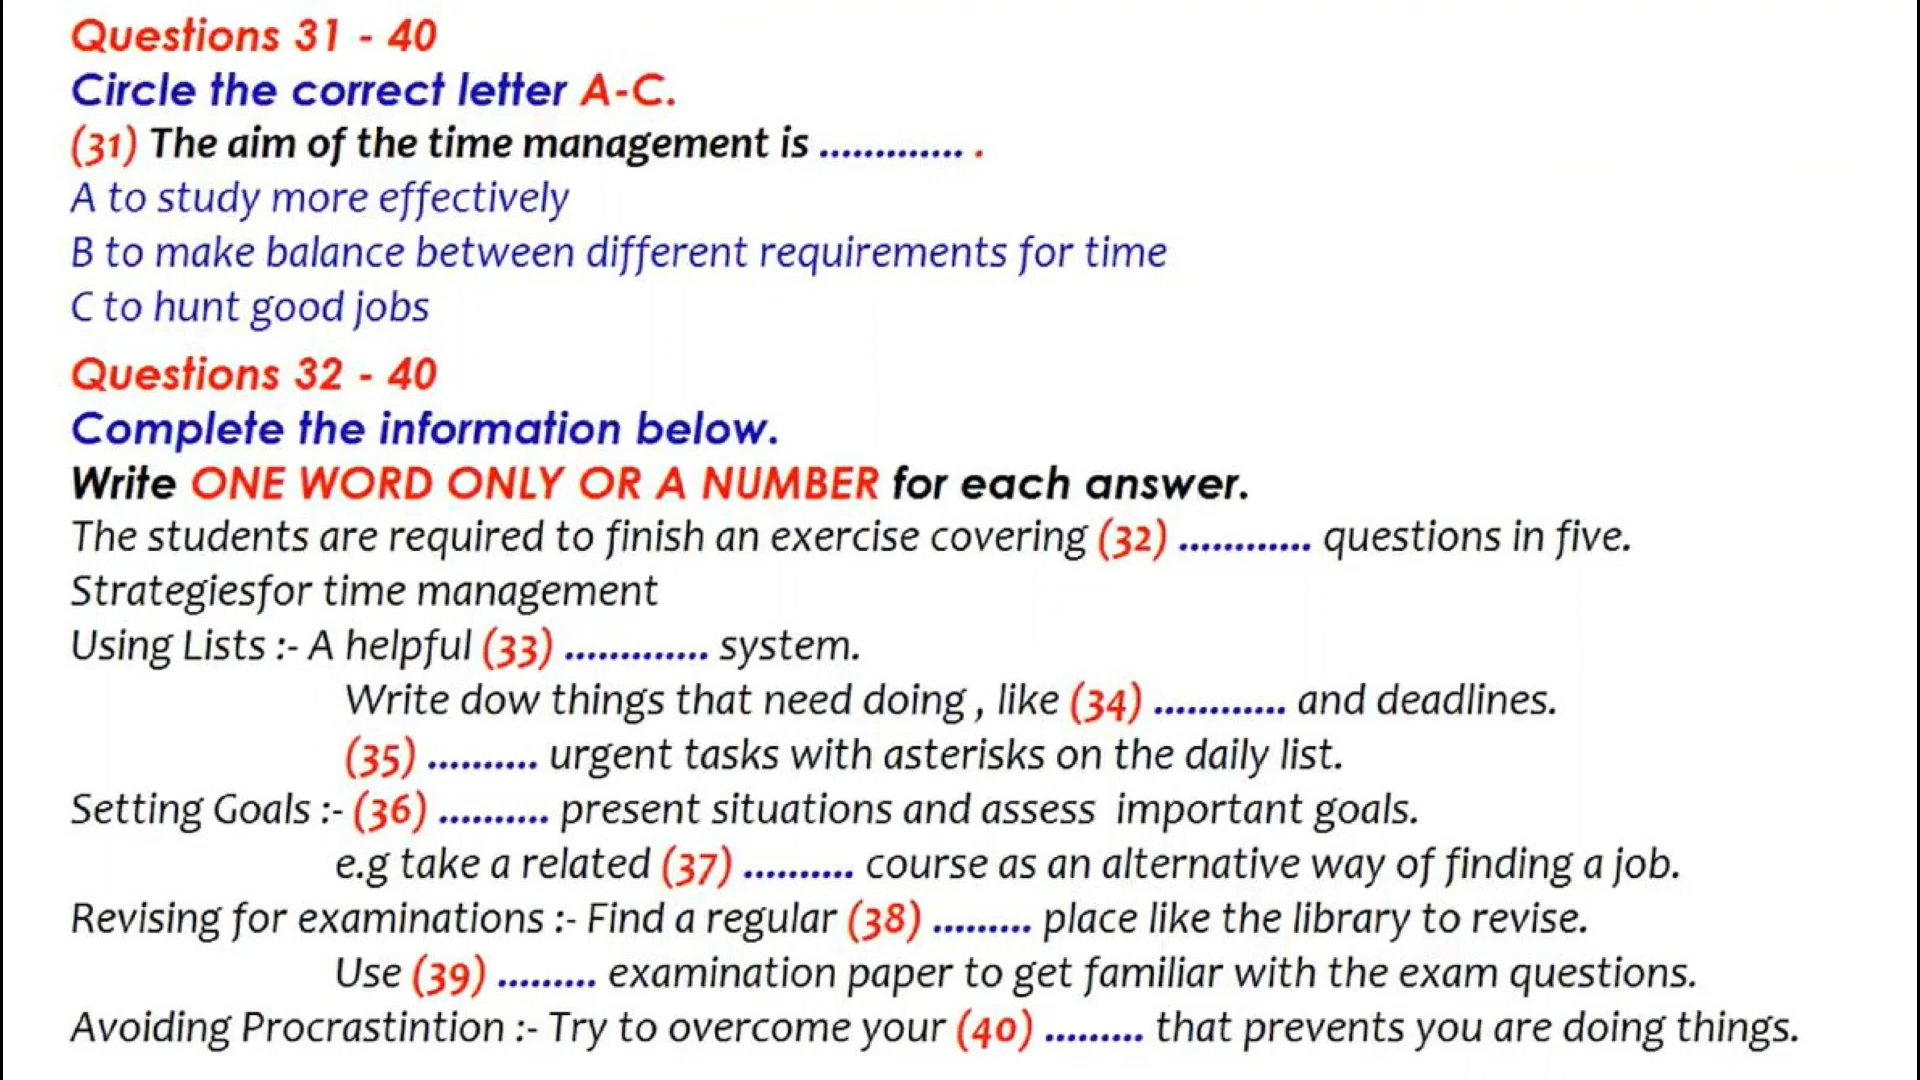 Questions 31 - 40
Circle the correct letter A-C.
(31) The aim of the time management is ............. .
A to study more effectively
B to make balance between different requirements for time
C to hunt good jobs
Questions 32 - 40
Complete the information below.
Write ONE WORD ONLY OR A NUMBER for each answer.
The students are required to finish an exercise covering (32) ............ questions in five.
Strategiesfor time management
Using Lists :- A helpful (33) ............. system.
Write dow things that need doing , like (34) ............ and deadlines.
(35) .......... urgent tasks with asterisks on the daily list.
Setting Goals :- (36) .......... present situations and assess important goals.
e.g take a related (37) .......... course as an alternative way of finding a job.
Revising for examinations :- Find a regular (38) ......... place like the library to revise.
Use (39) ......... examination paper to get familiar with the exam questions.
Avoiding Procrastintion :- Try to overcome your (40) ......... that prevents you are doing things.